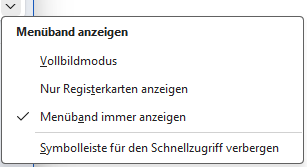 Menüband anzeigen
Vollbildmodus
Nur Registerkarten anzeigen
Menüband immer anzeigen
Symbolleiste für den Schnellzugriff verbergen